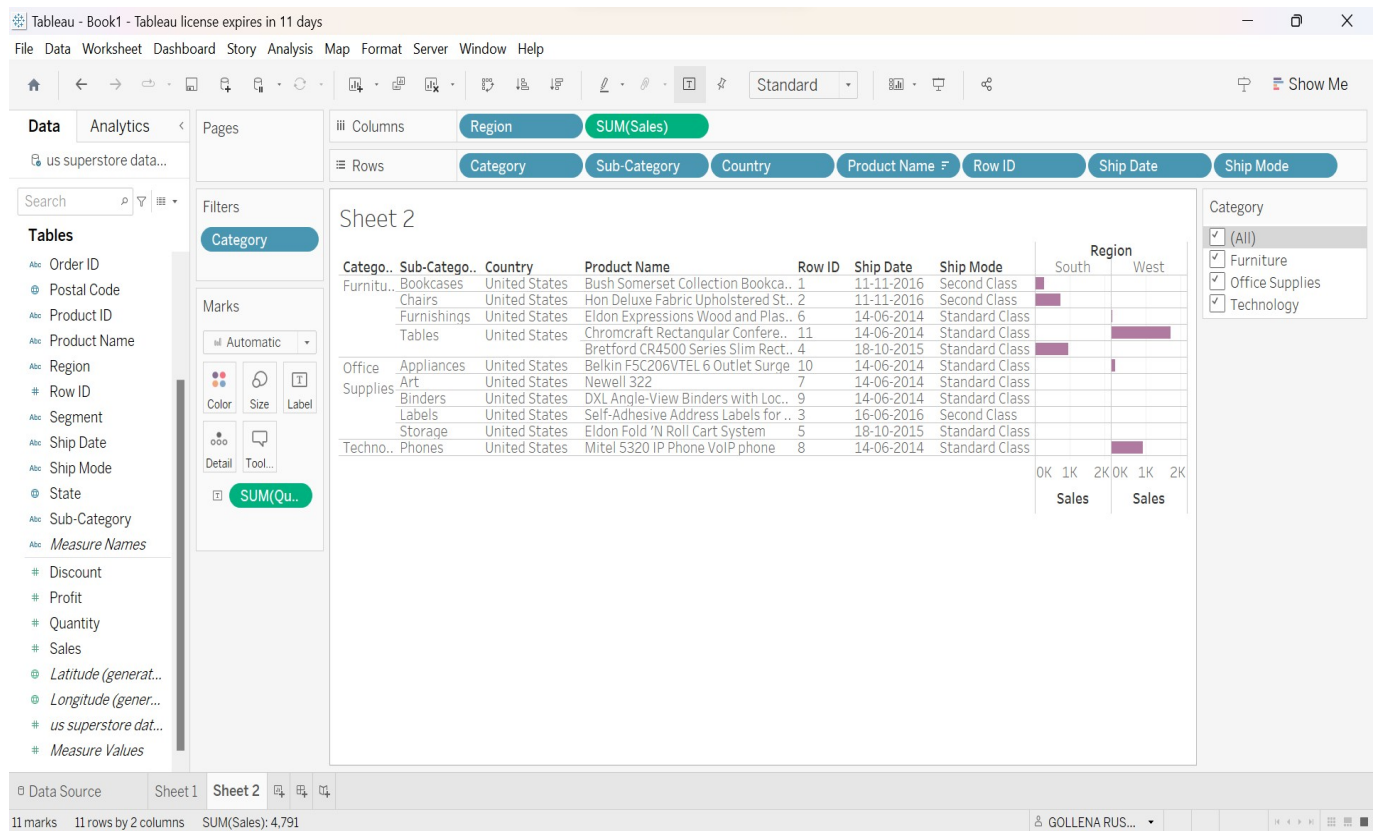 Tableau - Book1 - Tableau license expires in 11 days
File Data Worksheet Dashboard Story Analysis Map Format Server Window Help
Standard
Show Me
Data Analytics
us superstore data...
Search
Tables
Abc Order ID
Postal Code
Abc Product ID
Abc Product Name
Abc Region
# Row ID
Abc Segment
Abc Ship Date
Abc Ship Mode
State
Abc Sub-Category
Abc Measure Names
# Discount
# Profit
# Quantity
# Sales
Latitude (generat...
Longitude (gener...
# us superstore dat...
# Measure Values
Pages
Filters
Category
Marks
Automatic
Color Size Label
Detail Tool...
SUM(Qu..
iii Columns Region SUM(Sales)
Rows Category Sub-Category Country Product Name Row ID Ship Date Ship Mode
Sheet 2
Region
Catego.. Sub-Catego.. Country Product Name Row ID Ship Date Ship Mode South West
Furnitu.. Bookcases United States Bush Somerset Collection Bookca.. 1 11-11-2016 Second Class
Chairs United States Hon Deluxe Fabric Upholstered St.. 2 11-11-2016 Second Class
Furnishings United States Eldon Expressions Wood and Plas.. 6 14-06-2014 Standard Class
Tables United States Chromcraft Rectangular Confere.. 11 14-06-2014 Standard Class
Bretford CR4500 Series Slim Rect.. 4 18-10-2015 Standard Class
Office Supplies Appliances United States Belkin F5C206VTEL 6 Outlet Surge 10 14-06-2014 Standard Class
Art United States Newell 322 7 14-06-2014 Standard Class
Binders United States DXL Angle-View Binders with Loc.. 9 14-06-2014 Standard Class
Labels United States Self-Adhesive Address Labels for .. 3 16-06-2016 Second Class
Storage United States Eldon Fold 'N Roll Cart System 5 18-10-2015 Standard Class
Techno.. Phones United States Mitel 5320 IP Phone VoIP phone 8 14-06-2014 Standard Class
0K 1K 2K 0K 1K 2K
Sales Sales
Category
(All)
Furniture
Office Supplies
Technology
Data Source Sheet 1 Sheet 2
11 marks 11 rows by 2 columns SUM(Sales): 4,791 GOLLENA RUS...